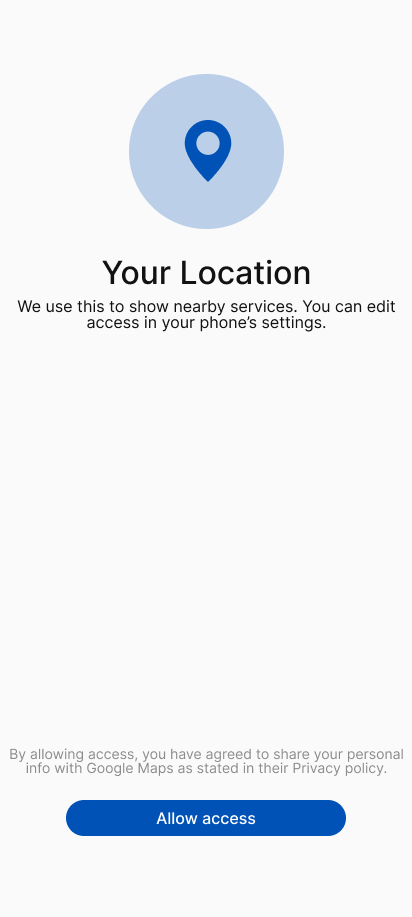 Your Location
We use this to show nearby services. You can edit
access in your phone’s settings.
By allowing access, you have agreed to share your personal
info with Google Maps as stated in their Privacy policy.
Allow access